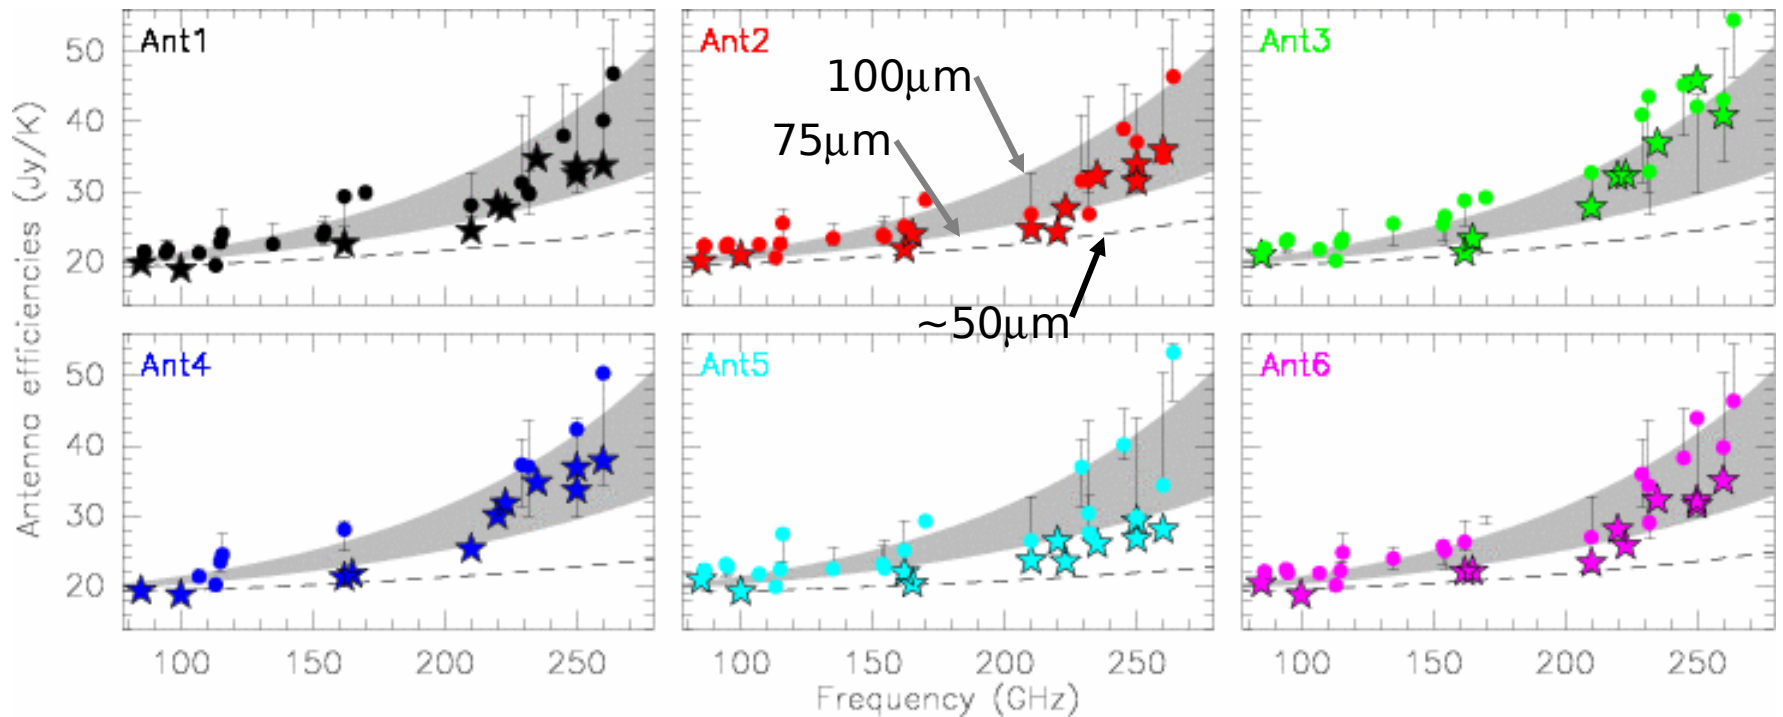 Ant1
Ant2
Ant3
100μm
75μm
~50μm
50
40
30
20
Ant4
Ant5
Ant6
50
40
30
20
Antenna efficiencies (Jy/K)
100 150 200 250
100 150 200 250
100 150 200 250
Frequency (GHz)